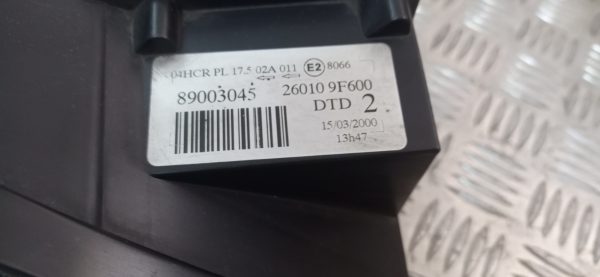 04HCR PL 17.5 02A 011 E2 8066
89003045 26010 9F600
DTD 2
15/03/2000
13h47